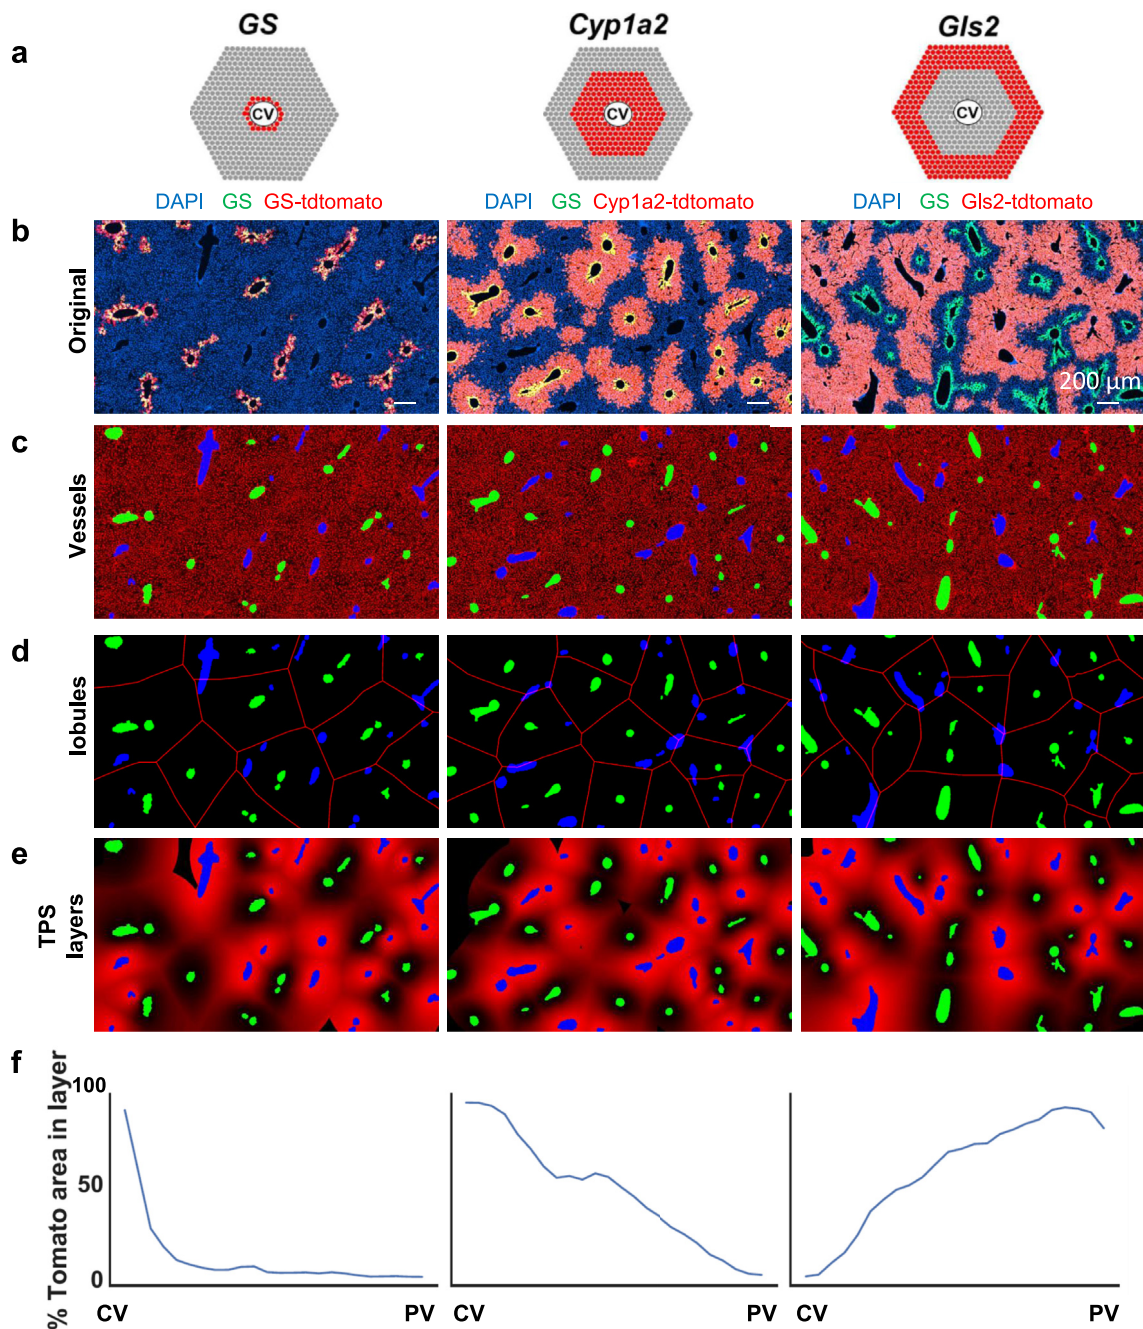 a
GS
Cyp1a2
Gls2
CV
CV
CV
DAPI GS GS-tdtomato
DAPI GS Cyp1a2-tdtomato
DAPI GS Gls2-tdtomato
b
Original
200 μm
c
Vessels
d
lobules
e
TPS
layers
f
% Tomato area in layer
100
50
0
CV
PV
CV
PV
CV
PV